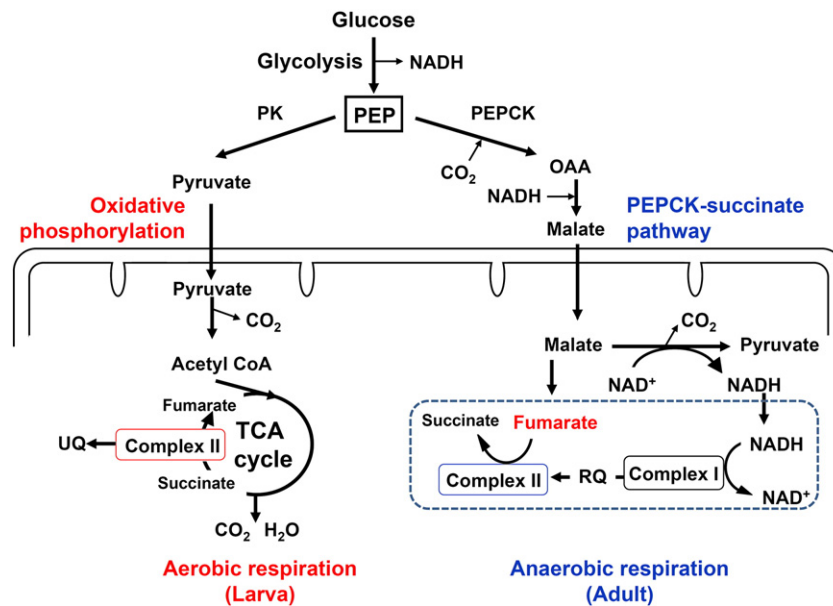 Glucose
Glycolysis
NADH
PK
PEP
PEPCK
CO2
OAA
Pyruvate
NADH
Oxidative
phosphorylation
Malate
PEPCK-succinate
pathway
Pyruvate
CO2
CO2
Malate
Pyruvate
Acetyl CoA
NAD+
NADH
Fumarate
Succinate
Fumarate
UQ
Complex II
TCA
cycle
NADH
Succinate
Complex II
RQ
Complex I
NAD+
CO2 H2O
Aerobic respiration
(Larva)
Anaerobic respiration
(Adult)